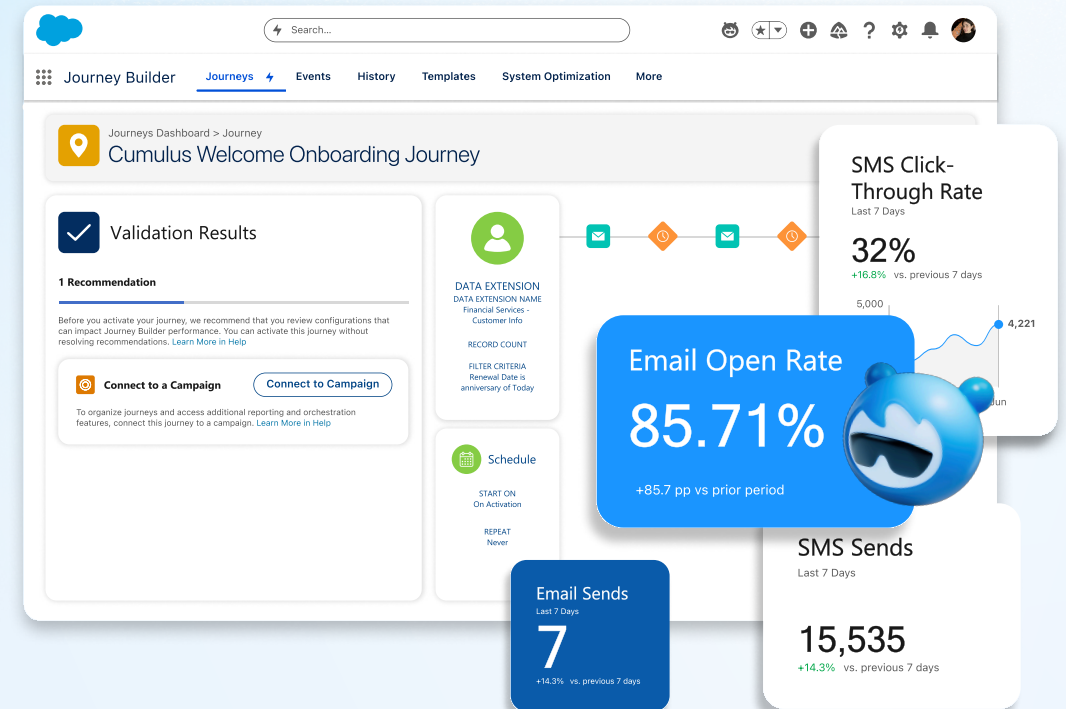 Search...
Journey Builder
Journeys
Events
History
Templates
System Optimization
More
Journeys Dashboard > Journey
Cumulus Welcome Onboarding Journey
Validation Results
1 Recommendation
Before you activate your journey, we recommend that you review configurations that
can impact Journey Builder performance. You can activate this journey without
resolving recommendations. Learn More in Help
Connect to a Campaign
Connect to Campaign
To organize journeys and access additional reporting and orchestration
features, connect this journey to a campaign. Learn More in Help
DATA EXTENSION
DATA EXTENSION NAME
Financial Services -
Customer Info
RECORD COUNT
FILTER CRITERIA
Renewal Date is
anniversary of Today
Schedule
START ON
On Activation
REPEAT
Never
SMS Click-
Through Rate
Last 7 Days
32%
+16.8% vs. previous 7 days
5,000
4,221
Jun
Email Open Rate
85.71%
+85.7 pp vs prior period
Email Sends
Last 7 Days
7
+14.3% vs. previous 7 days
SMS Sends
Last 7 Days
15,535
+14.3% vs. previous 7 days